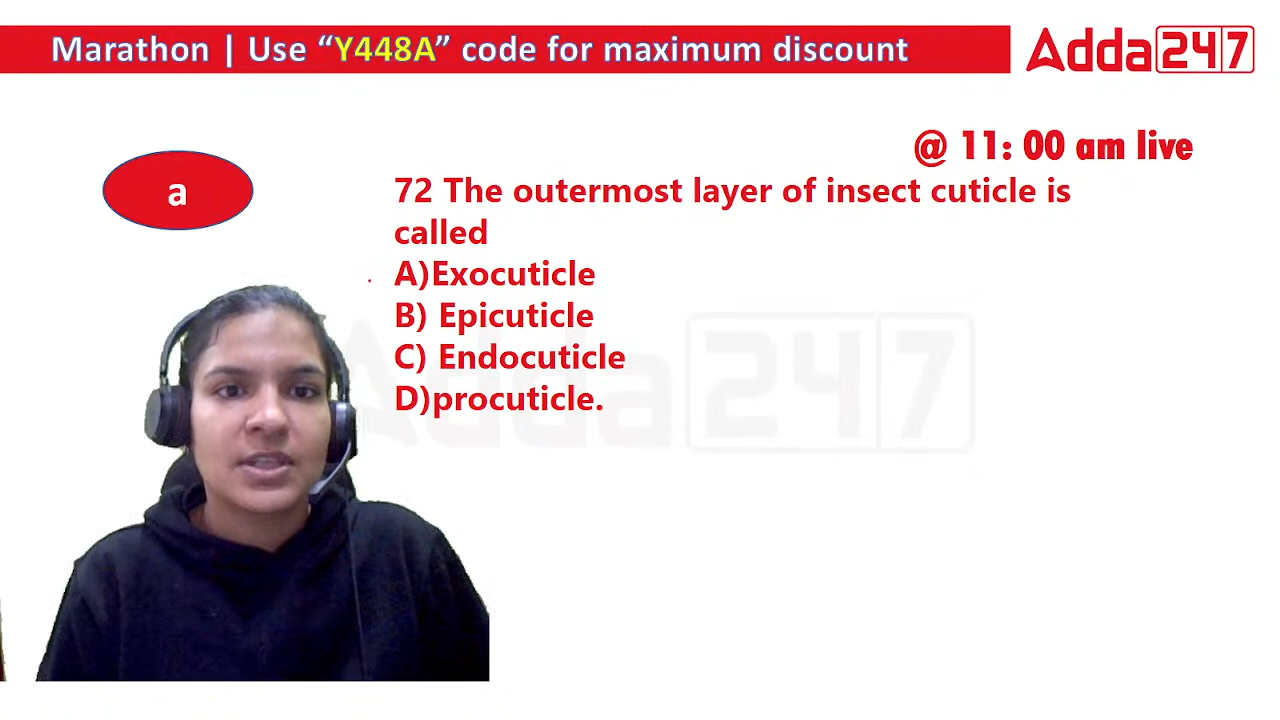 Marathon | Use “Y448A” code for maximum discount
Adda247
@ 11: 00 am live
a
72 The outermost layer of insect cuticle is
called
A)Exocuticle
B) Epicuticle
C) Endocuticle
D)procuticle.
Adda247